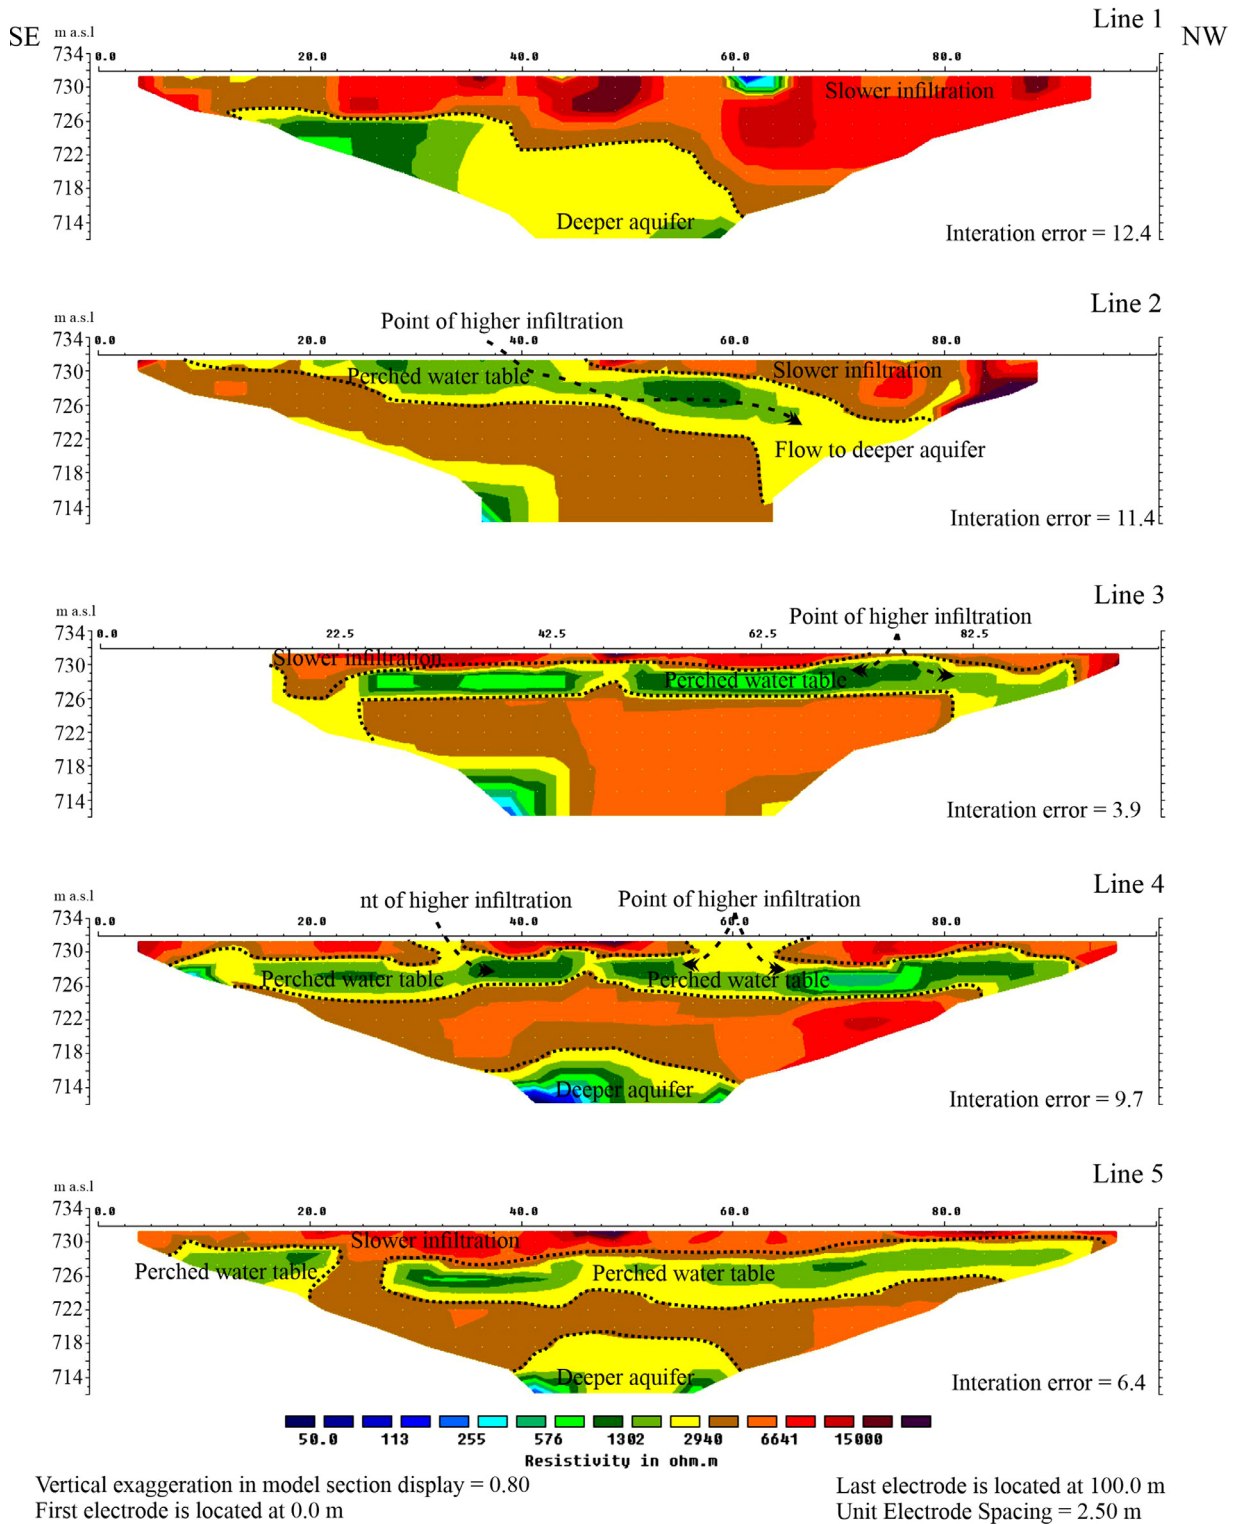 Line 1
SE
m a.s.l
NW
734
0.0 20.0 40.0 60.0 80.0
730
Slower infiltration
726
722
718
714
Deeper aquifer
Interation error = 12.4
Line 2
m a.s.l
Point of higher infiltration
734
0.0 20.0 40.0 60.0 80.0
730
Perched water table
Slower infiltration
726
722
Flow to deeper aquifer
718
714
Interation error = 11.4
Line 3
m a.s.l
Point of higher infiltration
734
0.0 22.5 42.5 62.5 82.5
730
Slower infiltration
Perched water table
726
722
718
714
Interation error = 3.9
Line 4
m a.s.l
nt of higher infiltration
Point of higher infiltration
734
0.0 20.0 40.0 60.0 80.0
730
Perched water table
Perched water table
726
722
718
714
Deeper aquifer
Interation error = 9.7
Line 5
m a.s.l
734
0.0 20.0 40.0 60.0 80.0
730
Slower infiltration
Perched water table
Perched water table
726
722
718
714
Deeper aquifer
Interation error = 6.4
50.0 113 255 576 1302 2940 6641 15000
Resistivity in ohm.m
Vertical exaggeration in model section display = 0.80
First electrode is located at 0.0 m
Last electrode is located at 100.0 m
Unit Electrode Spacing = 2.50 m